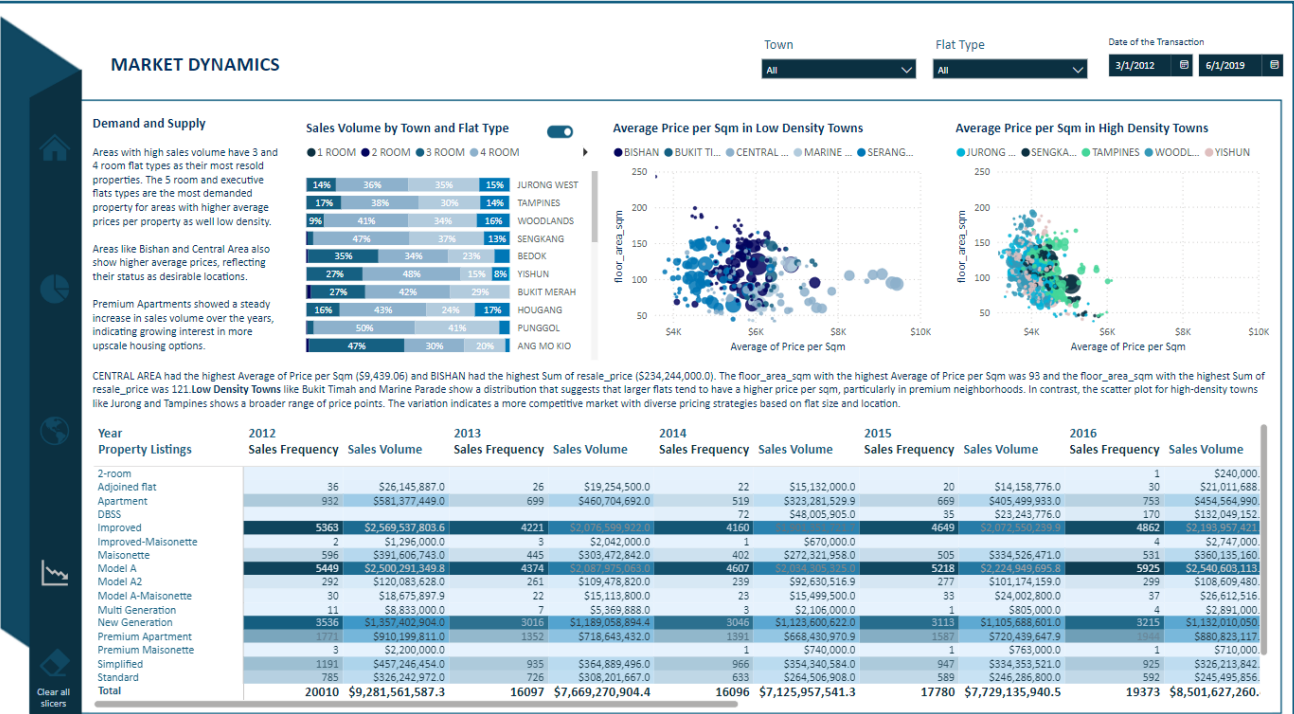 Town
Flat Type
Date of the Transaction
MARKET DYNAMICS
All
All
3/1/2012
6/1/2019
Demand and Supply
Areas with high sales volume have 3 and
4 room flat types as their most resold
properties. The 5 room and executive
flats types are the most demanded
property for areas with higher average
prices per property as well low density.
Areas like Bishan and Central Area also
show higher average prices, reflecting
their status as desirable locations.
Premium Apartments showed a steady
increase in sales volume over the years,
indicating growing interest in more
upscale housing options.
Sales Volume by Town and Flat Type
1 ROOM 2 ROOM 3 ROOM 4 ROOM
14% 36% 35% 15% JURONG WEST
17% 38% 30% 14% TAMPINES
9% 41% 34% 16% WOODLANDS
47% 37% 13% SENGKANG
35% 34% 23% BEDOK
27% 48% 15% 8% YISHUN
27% 42% 29% BUKIT MERAH
16% 43% 24% 17% HOUGANG
50% 41% PUNGGOL
47% 30% 20% ANG MO KIO
Average Price per Sqm in Low Density Towns
BISHAN BUKIT TI... CENTRAL ... MARINE ... SERANG...
floor_area_sqm
250
200
150
100
50
$4K $6K $8K $10K
Average of Price per Sqm
Average Price per Sqm in High Density Towns
JURONG ... SENGKA... TAMPINES WOODL... YISHUN
floor_area_sqm
250
200
150
100
50
$4K $6K $8K $10K
Average of Price per Sqm
CENTRAL AREA had the highest Average of Price per Sqm ($9,439.06) and BISHAN had the highest Sum of resale_price ($234,244,000.0). The floor_area_sqm with the highest Average of Price per Sqm was 93 and the floor_area_sqm with the highest Sum of
resale_price was 121.Low Density Towns like Bukit Timah and Marine Parade show a distribution that suggests that larger flats tend to have a higher price per sqm, particularly in premium neighborhoods. In contrast, the scatter plot for high-density towns
like Jurong and Tampines shows a broader range of price points. The variation indicates a more competitive market with diverse pricing strategies based on flat size and location.
Year 2012 2013 2014 2015 2016
Property Listings Sales Frequency Sales Volume Sales Frequency Sales Volume Sales Frequency Sales Volume Sales Frequency Sales Volume Sales Frequency Sales Volume
2-room 1 $240,000.
Adjoined flat 36 $26,145,887.0 26 $19,254,500.0 22 $15,132,000.0 20 $14,158,776.0 30 $21,011,688.
Apartment 932 $581,377,449.0 699 $460,704,692.0 519 $323,281,529.9 669 $405,499,933.0 753 $454,564,990.
DBSS 72 $48,005,905.0 35 $23,243,776.0 170 $132,049,152.
Improved 5363 $2,569,537,803.6 4221 $2,076,599,922.0 4160 4649 $2,072,550,239.9 4862 $2,193,957,421.
Improved-Maisonette 2 $1,296,000.0 3 $2,042,000.0 1 $670,000.0 4 $2,747,000.
Maisonette 596 $391,606,743.0 445 $303,472,842.0 402 $272,321,958.0 505 $334,526,471.0 531 $360,135,160.
Model A 5449 $2,500,291,349.8 4374 $2,087,975,063.0 4607 $2,034,505,325.0 5218 $2,224,949,695.8 5925 $2,540,603,113.
Model A2 292 $120,083,628.0 261 $109,478,820.0 239 $92,630,516.9 277 $101,174,159.0 299 $108,609,480.
Model A-Maisonette 30 $18,675,897.9 22 $15,113,800.0 23 $15,499,500.0 33 $24,002,800.0 37 $26,612,516.
Multi Generation 11 $8,833,000.0 7 $5,369,888.0 3 $2,106,000.0 1 $805,000.0 4 $2,891,000.
New Generation 3536 $1,357,402,904.0 3016 $1,189,058,894.4 3046 $1,123,600,622.0 3113 $1,105,688,601.0 3215 $1,132,010,050.
Premium Apartment 1771 $910,199,811.0 1352 $718,643,432.0 1391 $668,430,970.9 1587 $720,439,647.9 1944 $880,823,117.
Premium Maisonette 3 $2,200,000.0 1 $740,000.0 1 $763,000.0 1 $710,000.
Simplified 1191 $457,246,454.0 935 $364,889,496.0 966 $354,340,584.0 947 $334,353,521.0 925 $326,213,842.
Standard 785 $326,242,972.0 726 $308,201,667.0 633 $264,506,908.0 589 $246,286,800.0 592 $245,495,856.
Total 20010 $9,281,561,587.3 16097 $7,669,270,904.4 16096 $7,125,957,541.3 17780 $7,729,135,940.5 19373 $8,501,627,260.
Clear all
slicers